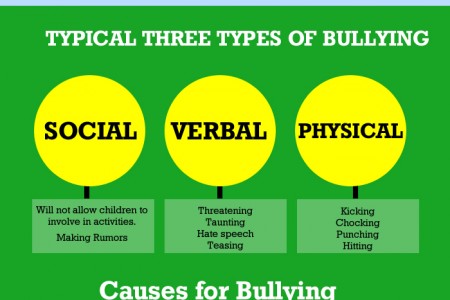 TYPICAL THREE TYPES OF BULLYING
SOCIAL
VERBAL
PHYSICAL
Will not allow children to
involve in activities.
Making Rumors
Threatening
Taunting
Hate speech
Teasing
Kicking
Chocking
Punching
Hitting
Causes for Bullying